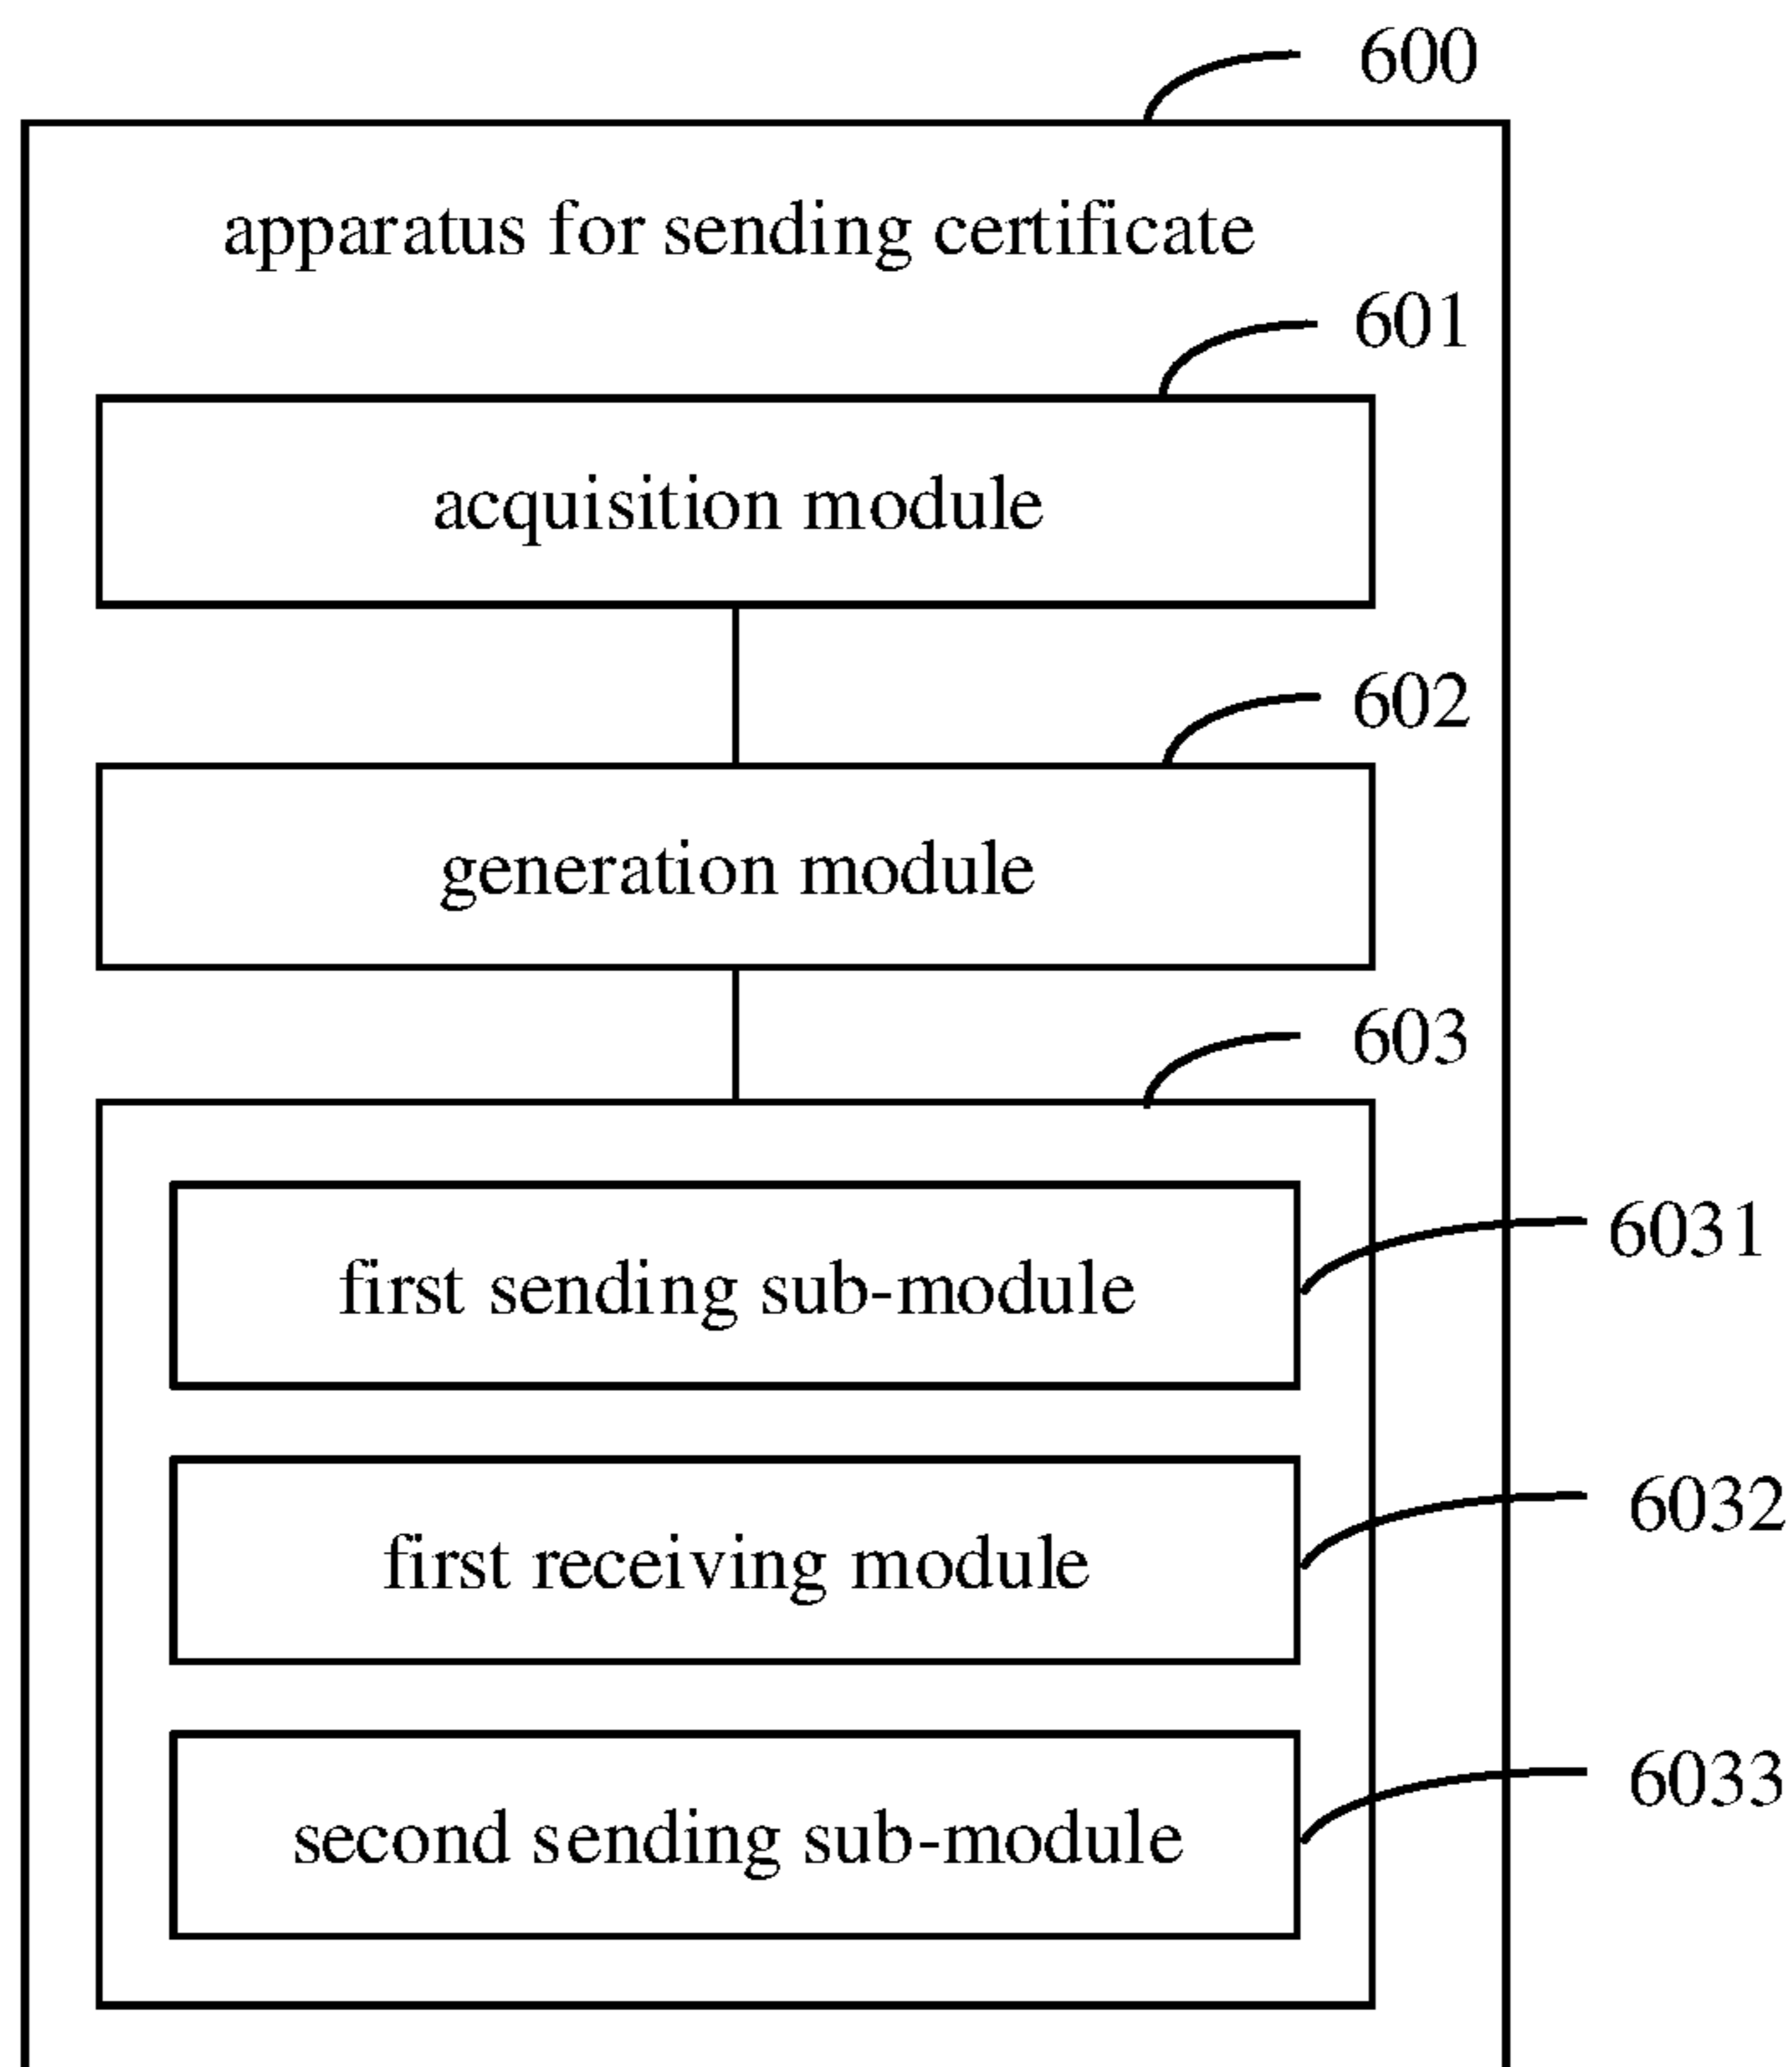 600
apparatus for sending certificate
601
acquisition module
602
generation module
603
6031
first sending sub-module
6032
first receiving module
6033
second sending sub-module